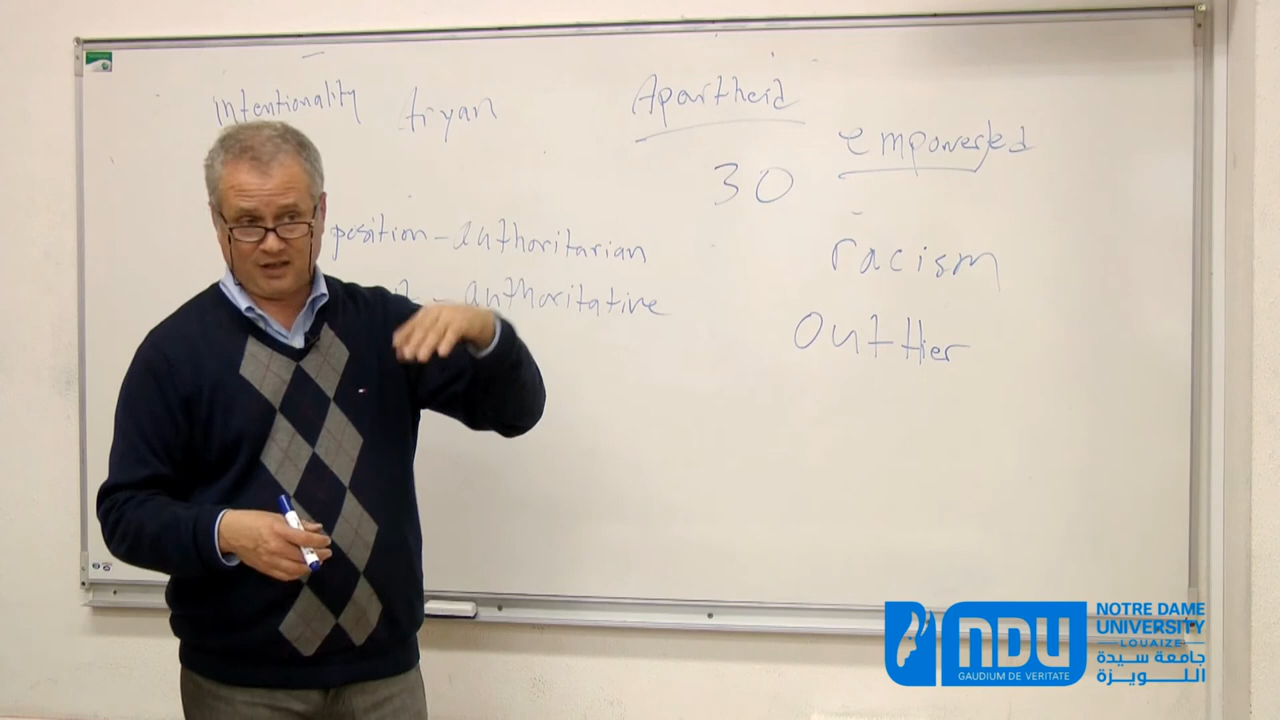 Intentionality Aryan Apartheid
empowered
30
position - authoritarian
racism
- authoritative
outlier
NDU
GAUDIUM DE VERITATE
NOTRE DAME
UNIVERSITY
LOUAIZE
جامعة سيدة
اللـويـزة